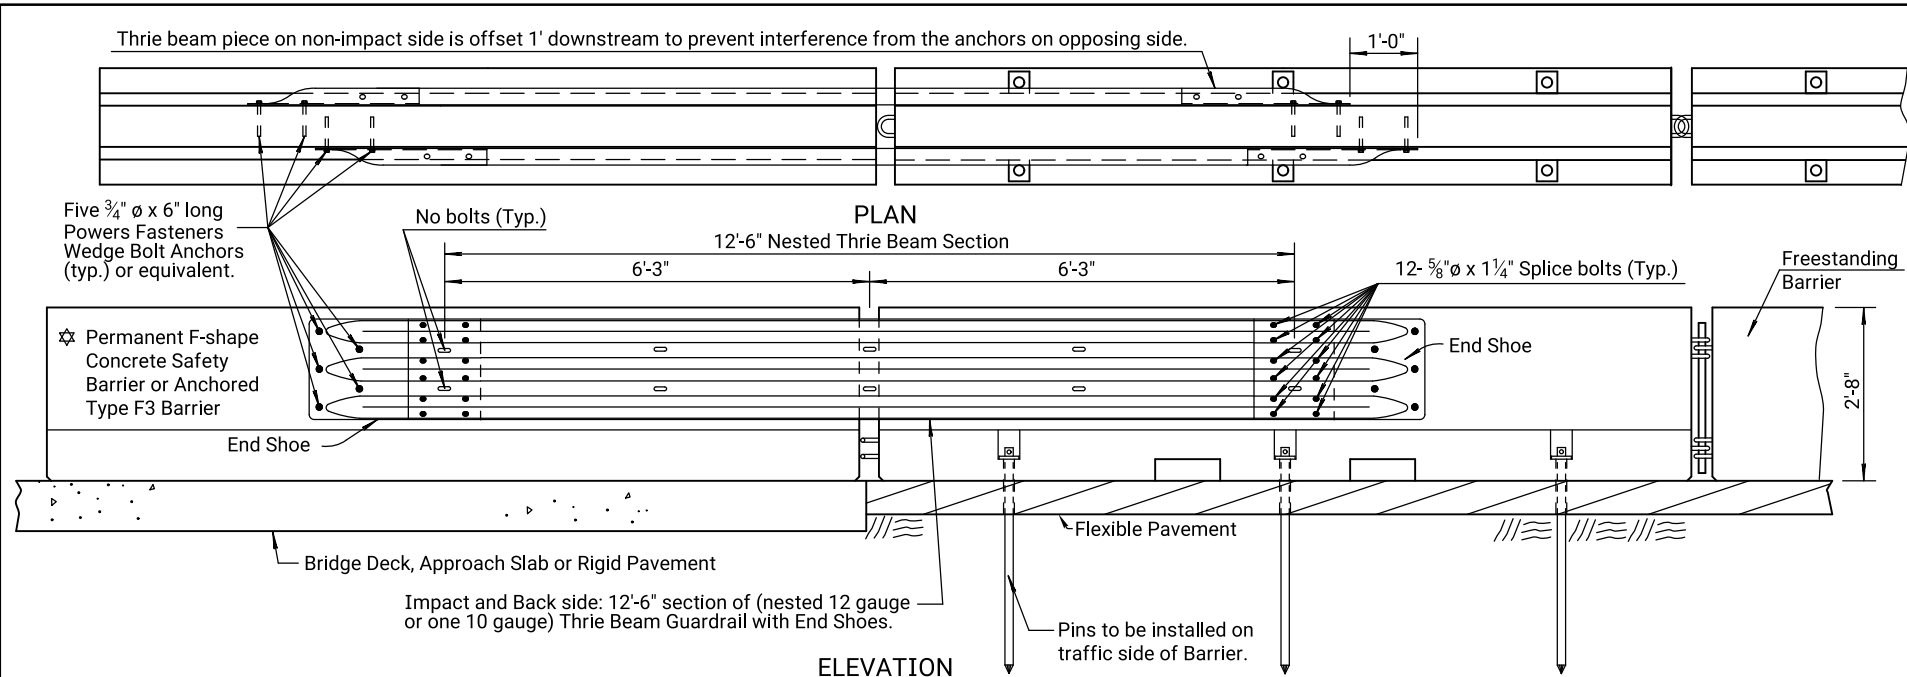 Thrie beam piece on non-impact side is offset 1' downstream to prevent interference from the anchors on opposing side.
1'-0"
Five 3⁄4" ø x 6" long
Powers Fasteners
Wedge Bolt Anchors
(typ.) or equivalent.
No bolts (Typ.)
PLAN
12'-6" Nested Thrie Beam Section
6'-3"
6'-3"
12- 5⁄8"ø x 1 1⁄4" Splice bolts (Typ.)
Freestanding
Barrier
✡ Permanent F-shape
Concrete Safety
Barrier or Anchored
Type F3 Barrier
End Shoe
2'-8"
End Shoe
Flexible Pavement
Bridge Deck, Approach Slab or Rigid Pavement
Impact and Back side: 12'-6" section of (nested 12 gauge
or one 10 gauge) Thrie Beam Guardrail with End Shoes.
Pins to be installed on
traffic side of Barrier.
ELEVATION